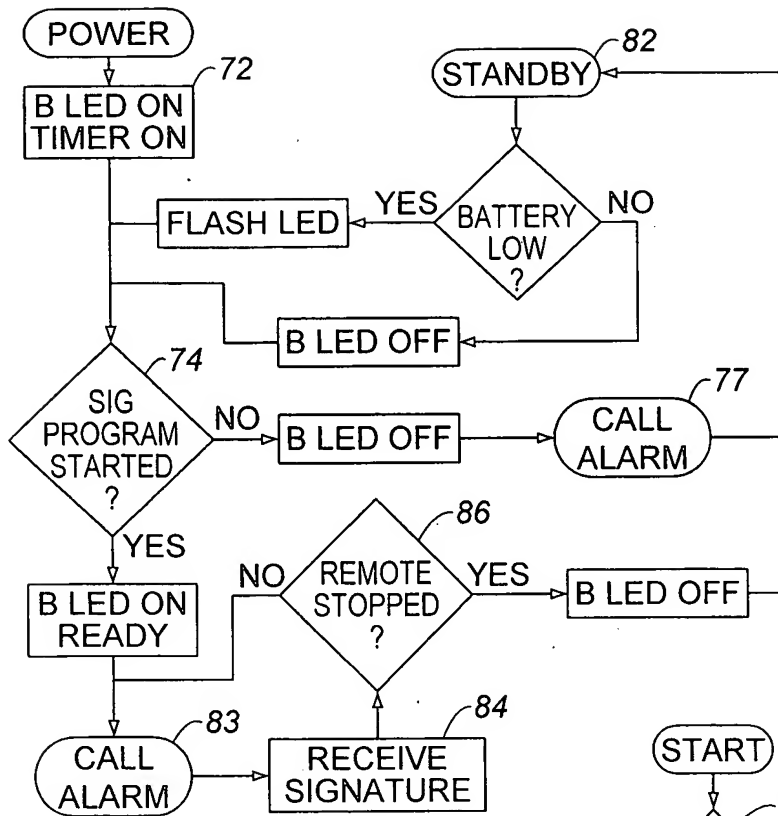 POWER
72
B LED ON
TIMER ON
82
STANDBY
FLASH LED
YES
BATTERY
LOW
?
NO
B LED OFF
74
SIG
PROGRAM
STARTED
?
NO
B LED OFF
77
CALL
ALARM
YES
B LED ON
READY
86
NO
REMOTE
STOPPED
?
YES
B LED OFF
83
CALL
ALARM
84
RECEIVE
SIGNATURE
START